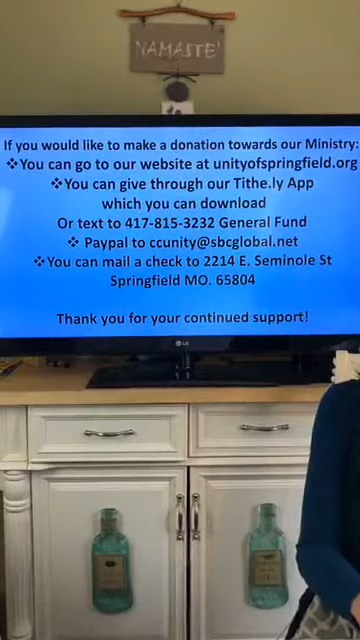 NAMASTE'
If you would like to make a donation towards our Ministry:
❖You can go to our website at unityofspringfield.org
❖You can give through our Tithe.ly App
which you can download
Or text to 417-815-3232 General Fund
❖ Paypal to ccunity@sbcglobal.net
❖You can mail a check to 2214 E. Seminole St
Springfield MO. 65804
Thank you for your continued support!
LG